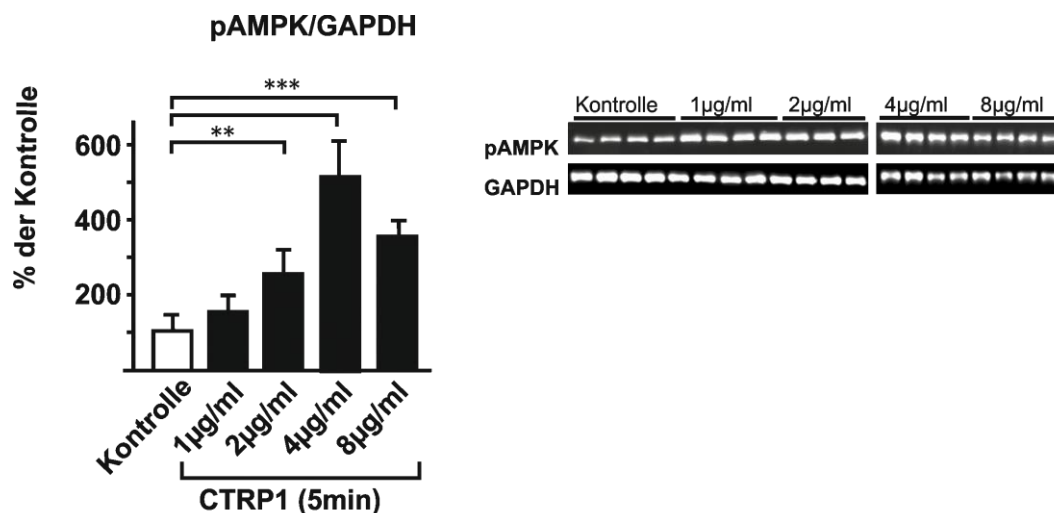 pAMPK/GAPDH
***
**
% der Kontrolle
600
400
200
Kontrolle
1µg/ml
2µg/ml
4µg/ml
8µg/ml
CTRP1 (5min)
Kontrolle 1µg/ml 2µg/ml 4µg/ml 8µg/ml
pAMPK
GAPDH